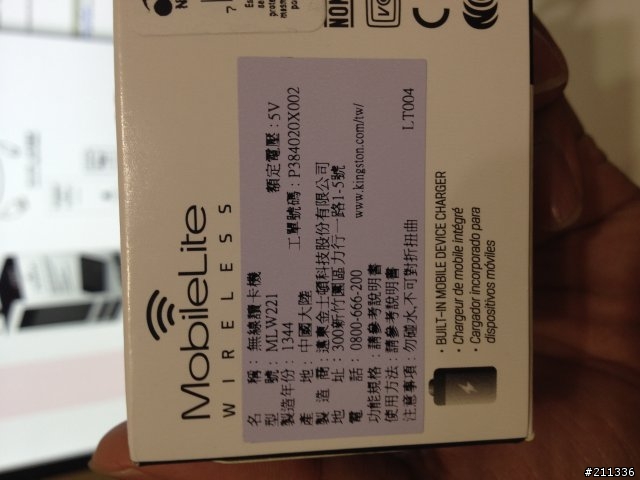 MobileLite
WIRELESS
名稱：無線讀卡機 額定電壓：5V
型號：MLW221
製造年份：1344 工單號碼：P384020X002
產地：中國大陸
製造商：遠東金士頓科技股份有限公司
地址：300新竹園區力行一路1-5號
電話：0800-666-200 www.kingston.com/tw/
功能規格：請參考說明書
使用方法：請參考說明書
注意事項：勿碰水,不可對折扭曲 LT004
• BUILT-IN MOBILE DEVICE CHARGER
• Chargeur de mobile intégré
• Cargador incorporado para
dispositivos móviles
#211336